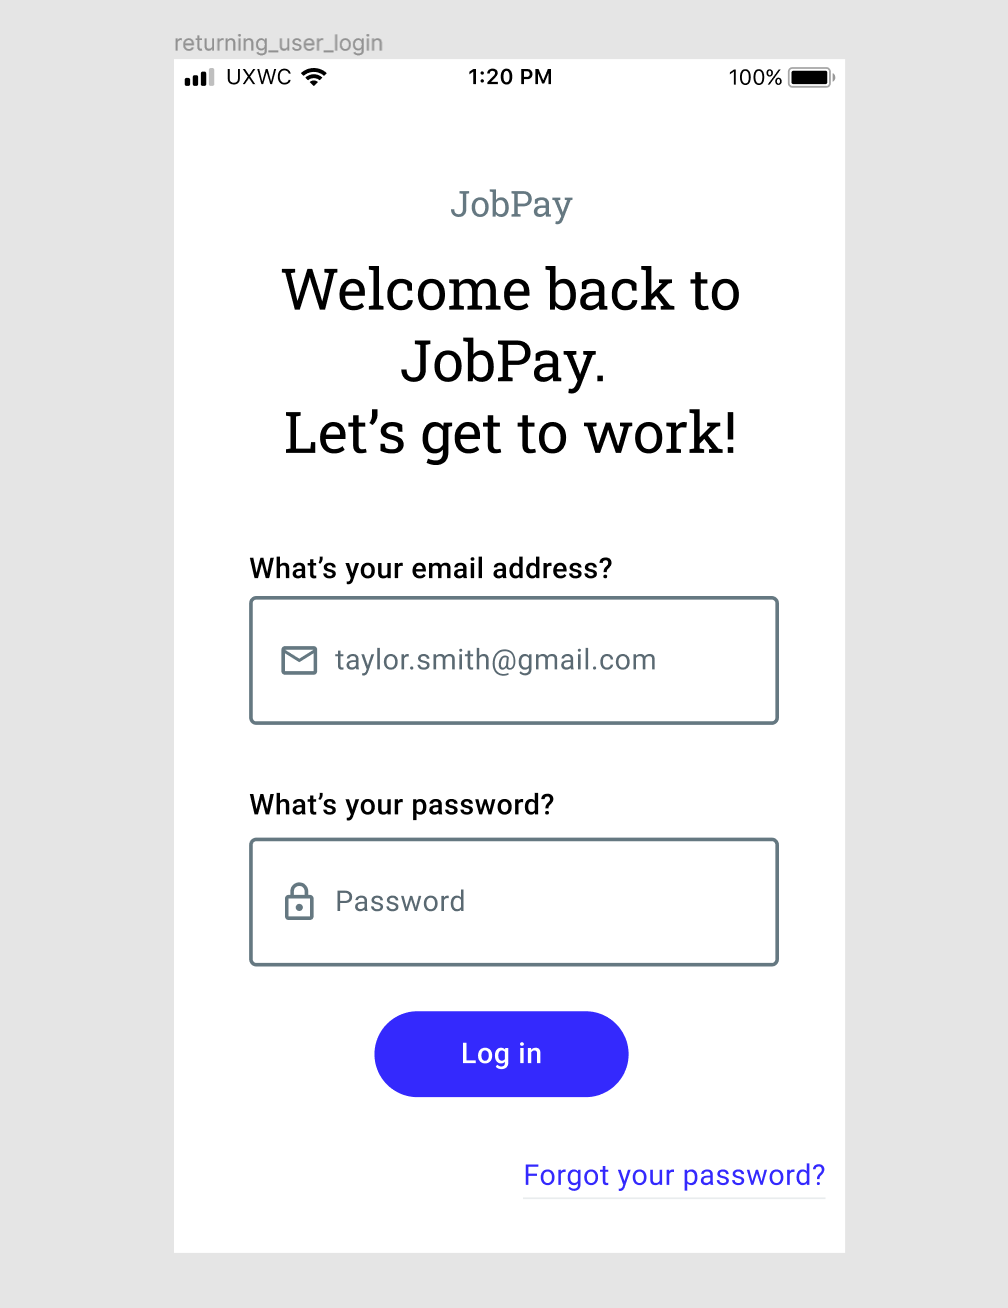 returning_user_login
UXWC 1:20 PM 100%
JobPay
Welcome back to
JobPay.
Let’s get to work!
What’s your email address?
taylor.smith@gmail.com
What’s your password?
Password
Log in
Forgot your password?